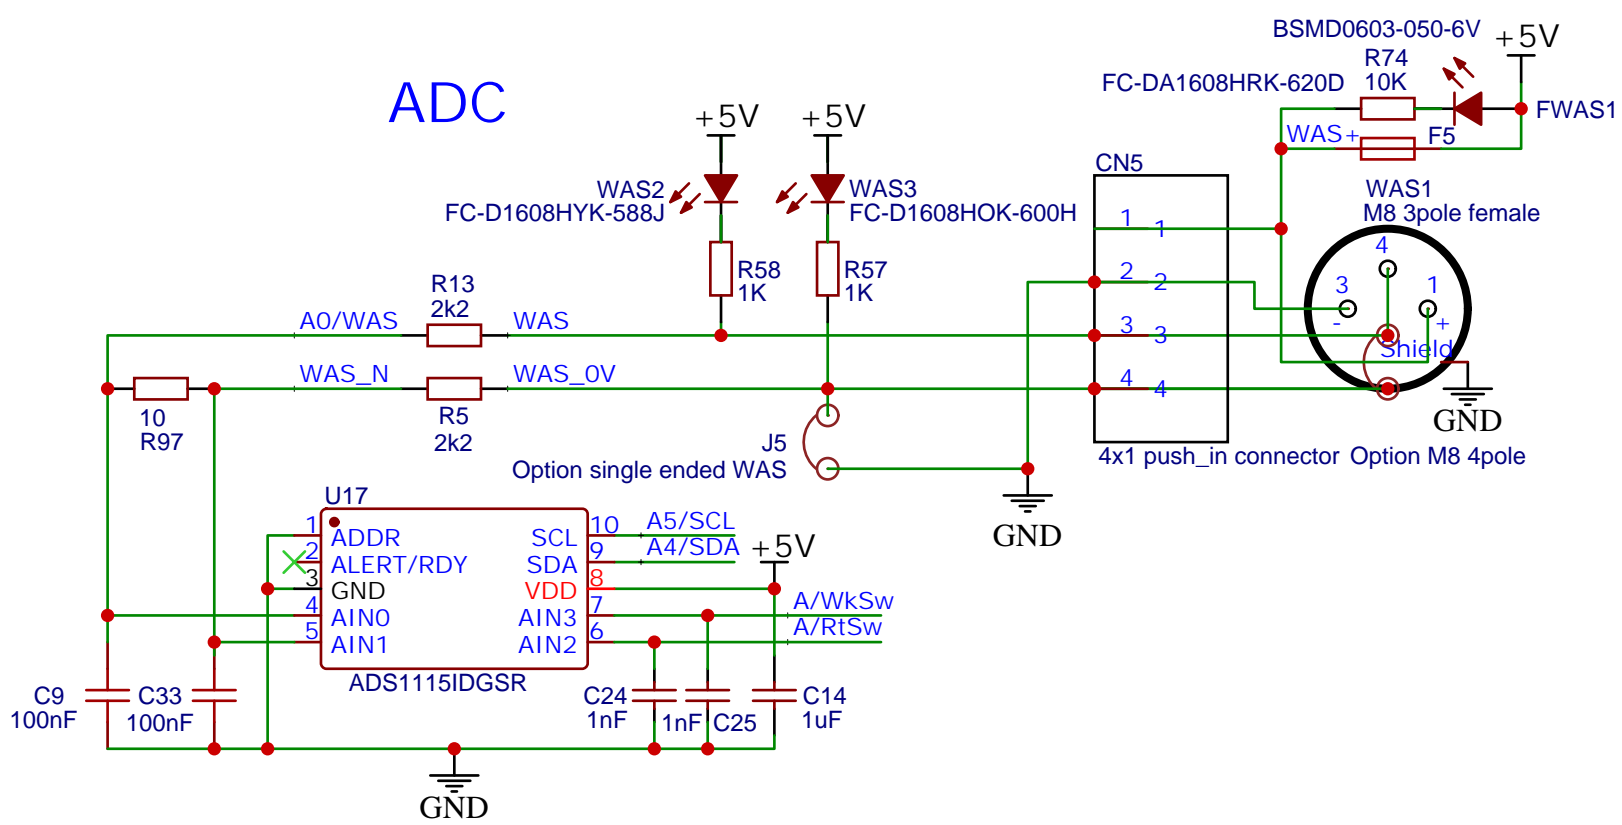 BSMD0603-050-6V
+5V
R74
10K
FC-DA1608HRK-620D
FWAS1
WAS+
F5
ADC
+5V
+5V
CN5
WAS2
FC-D1608HYK-588J
WAS3
FC-D1608HOK-600H
WAS1
M8 3pole female
1
1
4
2
2
3
1
-
+
R58
1K
R57
1K
R13
2k2
A0/WAS
WAS
3
3
Shield
WAS_N
WAS_0V
4
4
10
R97
R5
2k2
GND
J5
Option single ended WAS
4x1 push_in connector
Option M8 4pole
U17
GND
1
ADDR
SCL
10
A5/SCL
2
ALERT/RDY
SDA
9
A4/SDA
+5V
3
GND
VDD
8
4
AIN0
AIN3
7
A/WkSw
5
AIN1
AIN2
6
A/RtSw
ADS1115IDGSR
C9
100nF
C33
100nF
C24
1nF
1nF
C25
C14
1uF
GND